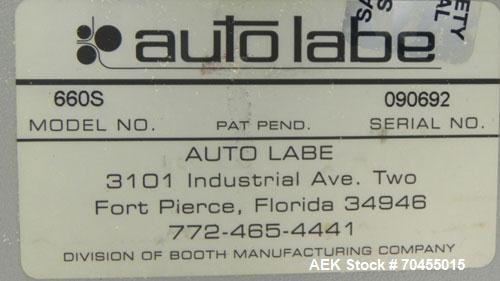 auto labe
660S 090692
MODEL NO. PAT PEND. SERIAL NO.
AUTO LABE
3101 Industrial Ave. Two
Fort Pierce, Florida 34946
772-465-4441
DIVISION OF BOOTH MANUFACTURING COMPANY
AEK Stock # 70455015